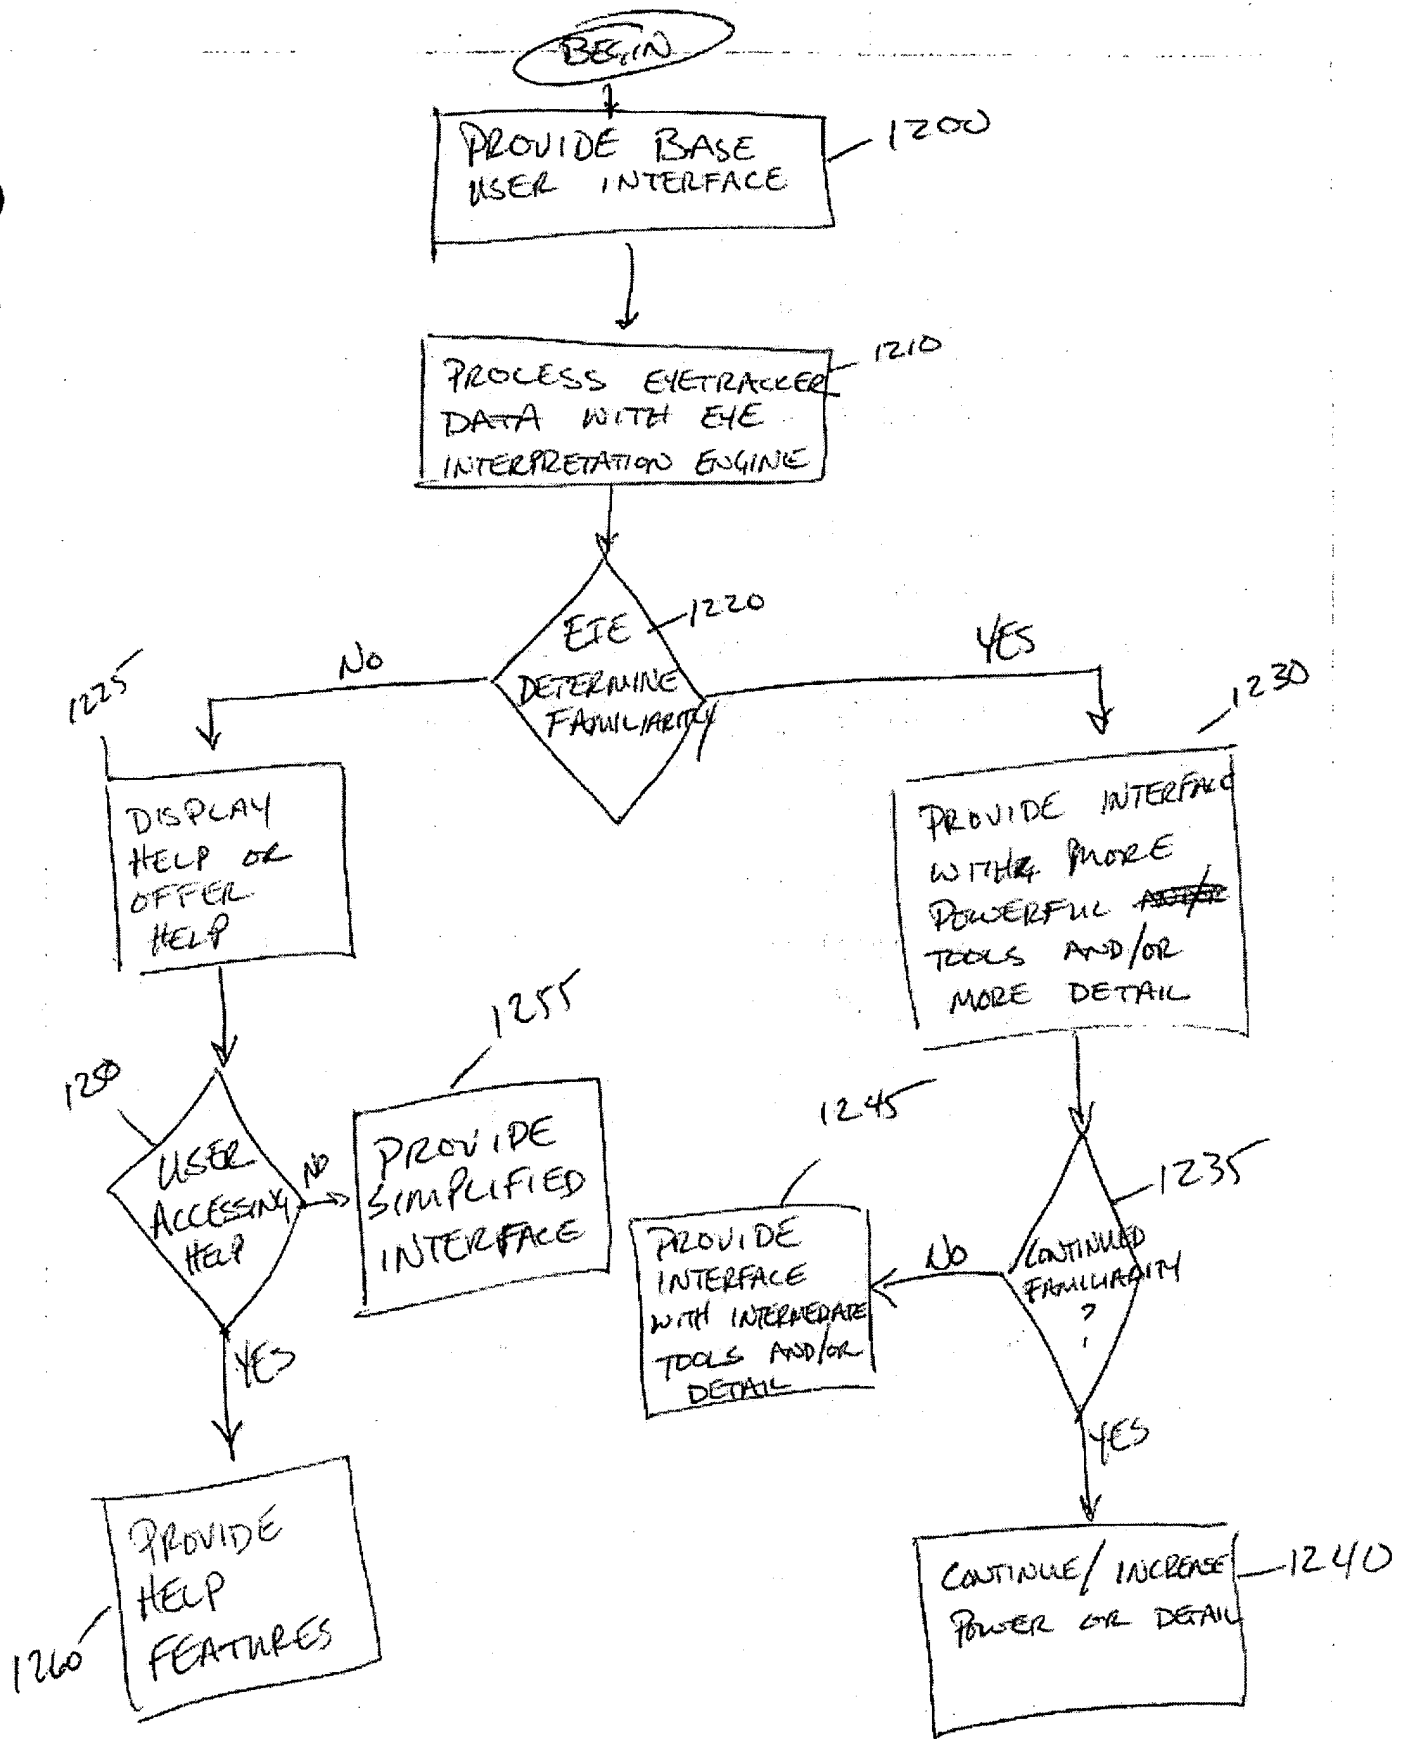 BEGIN
PROVIDE BASE
USER INTERFACE
1200
PROCESS EYETRACKER
DATA WITH EYE
INTERPRETATION ENGINE
1210
EIE
DETERMINE
FAMILIARITY
1220
NO
YES
1225
DISPLAY
HELP OR
OFFER
HELP
1230
PROVIDE INTERFACE
WITH MORE
POWERFUL
TOOLS AND/OR
MORE DETAIL
1250
USER
ACCESSING
HELP
NO
1255
PROVIDE
SIMPLIFIED
INTERFACE
YES
1260
PROVIDE
HELP
FEATURES
1235
CONTINUED
FAMILIARITY
?
NO
1245
PROVIDE
INTERFACE
WITH INTERMEDIATE
TOOLS AND/OR
DETAIL
YES
CONTINUE/INCREASE
POWER OR DETAIL
1240